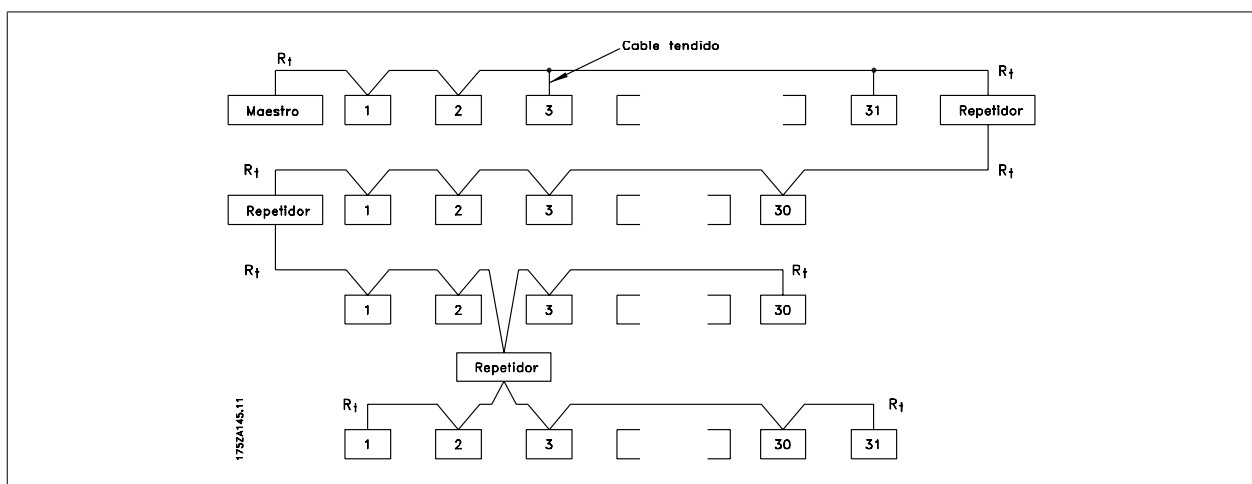 Cable tendido
Rt Rt
Maestro 1 2 3 31 Repetidor
Rt Rt
Repetidor 1 2 3 30
Rt Rt
1 2 3 30
Repetidor
Rt Rt
1 2 3 30 31
175ZA145.11